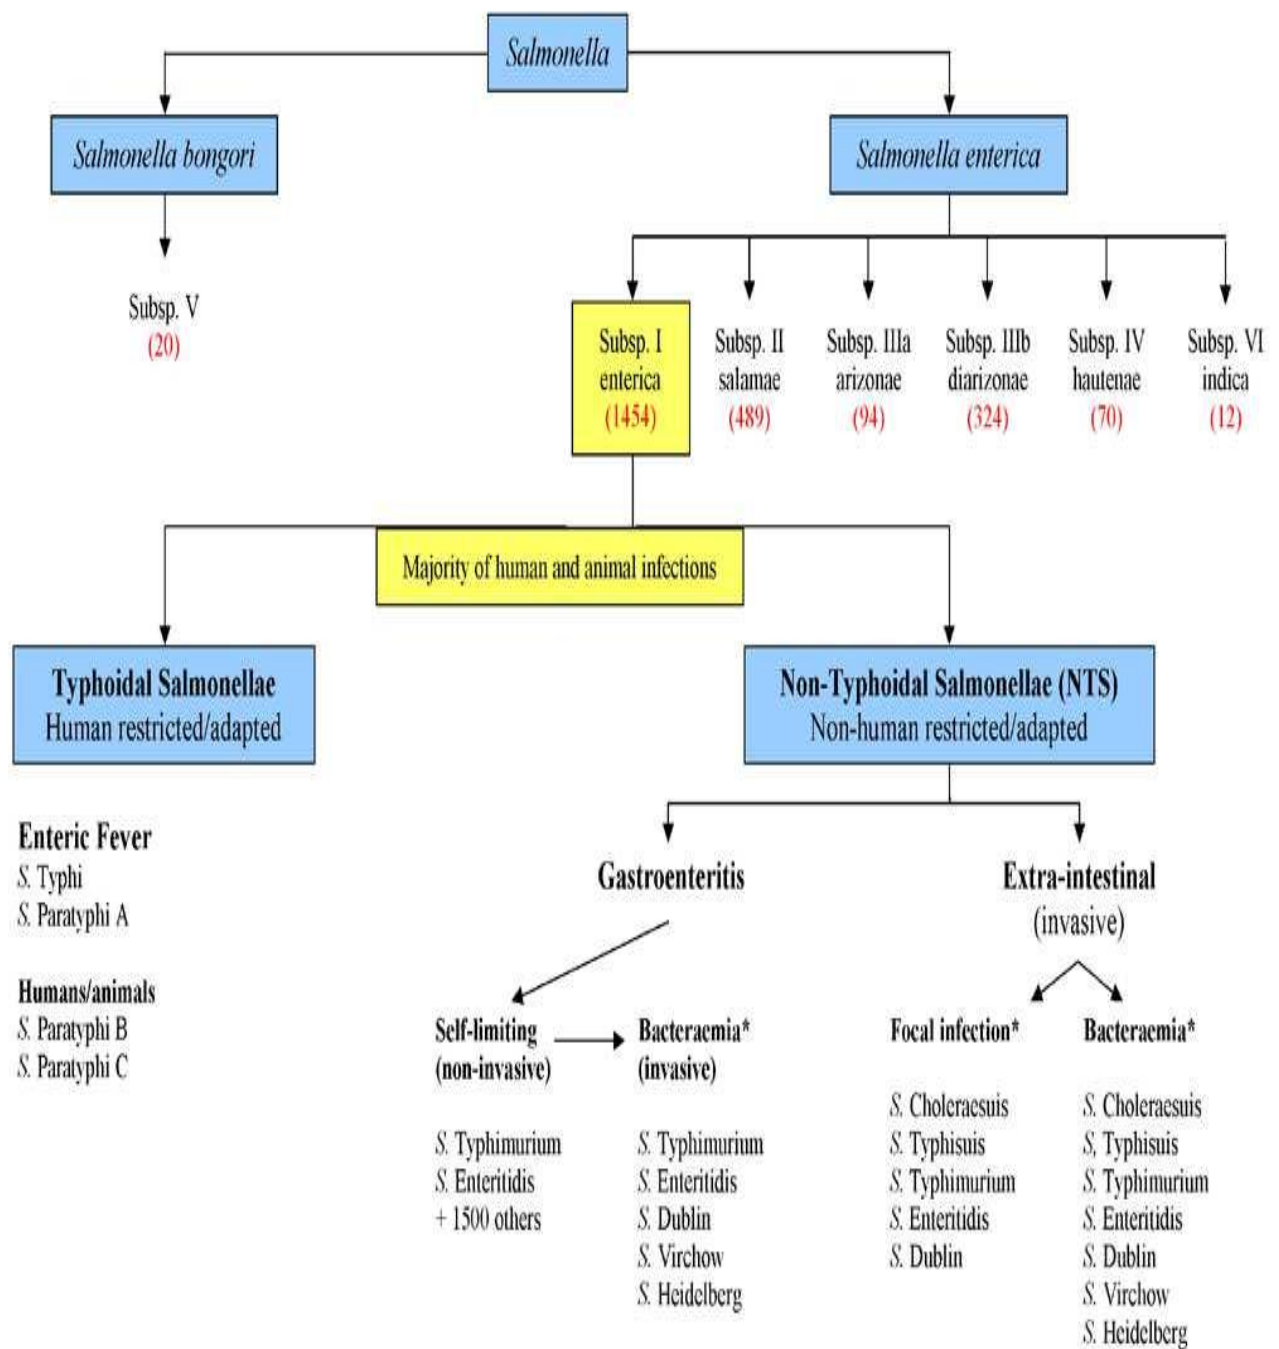 Salmonella
Salmonella bongori
Salmonella enterica
Subsp. V
(20)
Subsp. I
enterica
(1454)
Subsp. II
salamae
(489)
Subsp. IIIa
arizonae
(94)
Subsp. IIIb
diarizonae
(324)
Subsp. IV
hautenae
(70)
Subsp. VI
indica
(12)
Majority of human and animal infections
Typhoidal Salmonellae
Human restricted/adapted
Non-Typhoidal Salmonellae (NTS)
Non-human restricted/adapted
Enteric Fever
S. Typhi
S. Paratyphi A
Humans/animals
S. Paratyphi B
S. Paratyphi C
Gastroenteritis
Extra-intestinal
(invasive)
Self-limiting
(non-invasive)
S. Typhimurium
S. Enteritidis
+ 1500 others
Bacteraemia*
(invasive)
S. Typhimurium
S. Enteritidis
S. Dublin
S. Virchow
S. Heidelberg
Focal infection*
S. Choleraesuis
S. Typhisuis
S. Typhimurium
S. Enteritidis
S. Dublin
Bacteraemia*
S. Choleraesuis
S, Typhisuis
S. Typhimurium
S. Enteritidis
S. Dublin
S. Virchow
S. Heidelberg